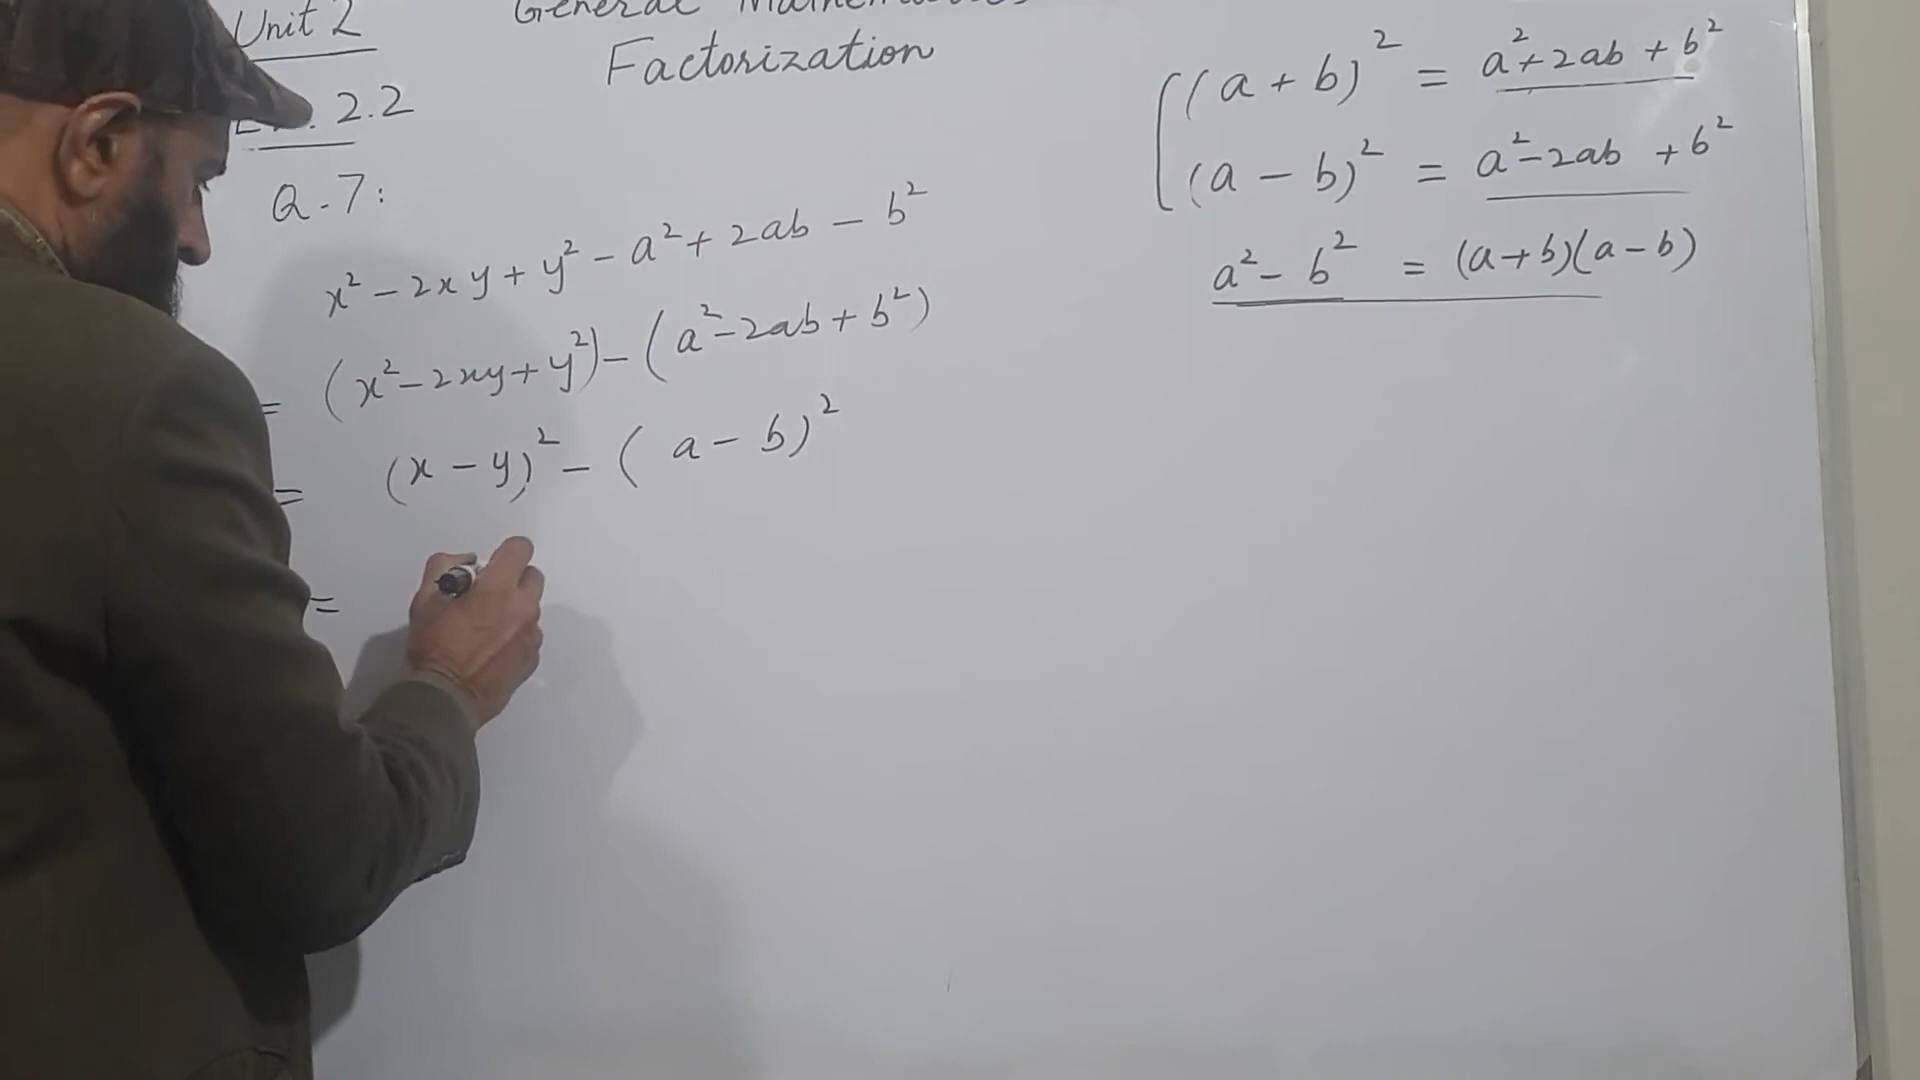 Unit 2
General
Factorization
2.2
Q-7:
x² - 2xy + y² - a² + 2ab - b²
= (x² - 2xy + y²) - (a² - 2ab + b²)
= (x - y)² - (a - b)²
=
(a + b)² = a² + 2ab + b²
(a - b)² = a² - 2ab + b²
a² - b² = (a + b)(a - b)